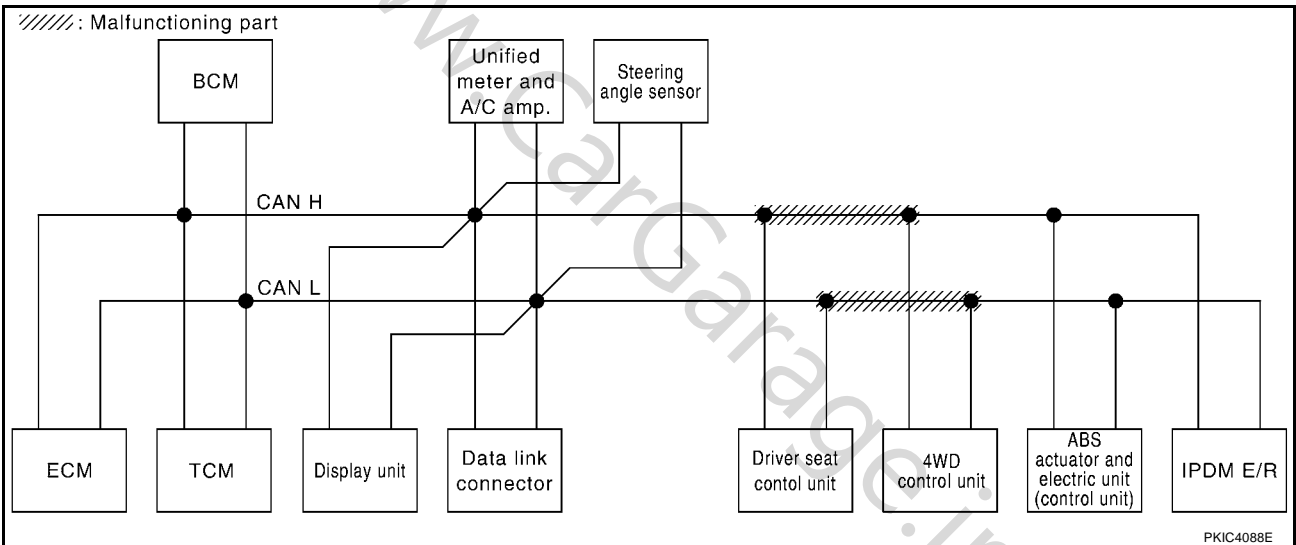 : Malfunctioning part
BCM
Unified
meter and
A/C amp.
Steering
angle sensor
CAN H
CAN L
ECM
TCM
Display unit
Data link
connector
Driver seat
contol unit
4WD
control unit
ABS
actuator and
electric unit
(control unit)
IPDM E/R
PKIC4088E